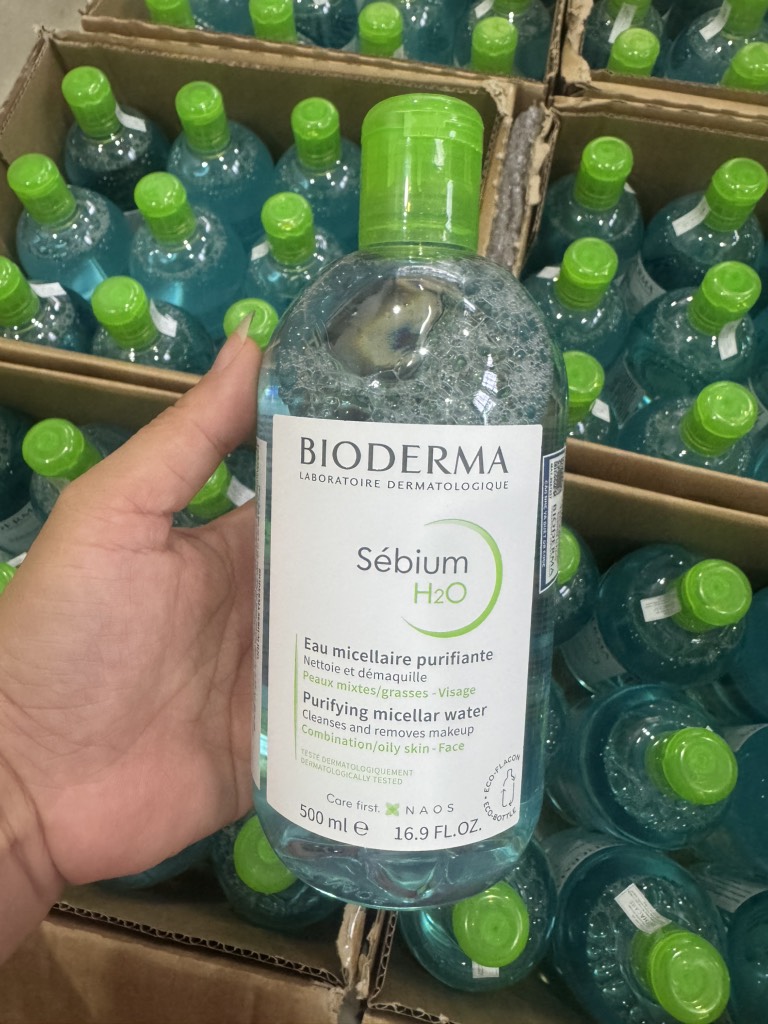 BIODERMA
LABORATOIRE DERMATOLOGIQUE
Sébium
H2O
Eau micellaire purifiante
Nettoie et démaquille
Peaux mixtes/grasses - Visage
Purifying micellar water
Cleanses and removes makeup
Combination/oily skin - Face
TESTÉ DERMATOLOGIQUEMENT
DERMATOLOGICALLY TESTED
ECO-FLACON
ECO-BOTTLE
Care first. NAOS
500 ml e 16.9 FL.OZ.
BIODERMA